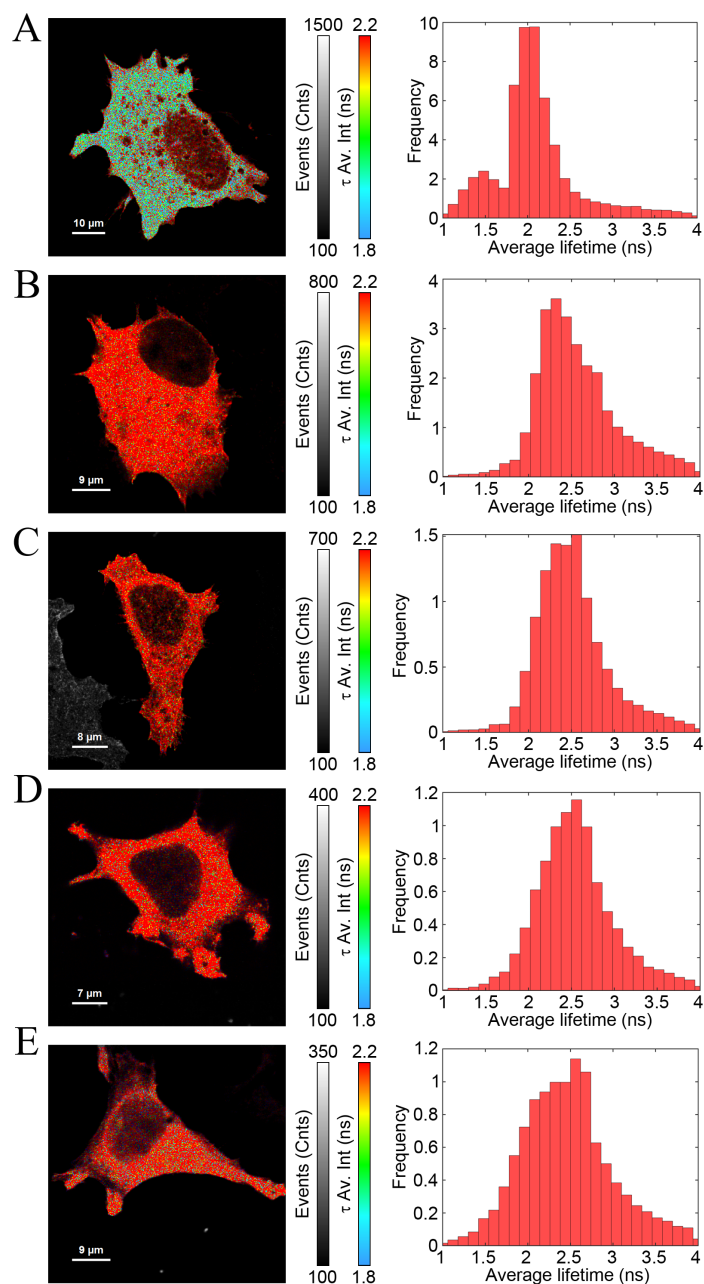 A
10 µm
1500
2.2
Events (Cnts)
τ Av. Int (ns)
100
1.8
10
8
6
4
2
0
Frequency
1
1.5
2
2.5
3
3.5
4
Average lifetime (ns)
B
9 µm
800
2.2
Events (Cnts)
τ Av. Int (ns)
100
1.8
4
3
2
1
0
Frequency
1
1.5
2
2.5
3
3.5
4
Average lifetime (ns)
C
8 µm
700
2.2
Events (Cnts)
τ Av. Int (ns)
100
1.8
1.5
1
0.5
0
Frequency
1
1.5
2
2.5
3
3.5
4
Average lifetime (ns)
D
7 µm
400
2.2
Events (Cnts)
τ Av. Int (ns)
100
1.8
1.2
1
0.8
0.6
0.4
0.2
0
Frequency
1
1.5
2
2.5
3
3.5
4
Average lifetime (ns)
E
9 µm
350
2.2
Events (Cnts)
τ Av. Int (ns)
100
1.8
1.2
1
0.8
0.6
0.4
0.2
0
Frequency
1
1.5
2
2.5
3
3.5
4
Average lifetime (ns)